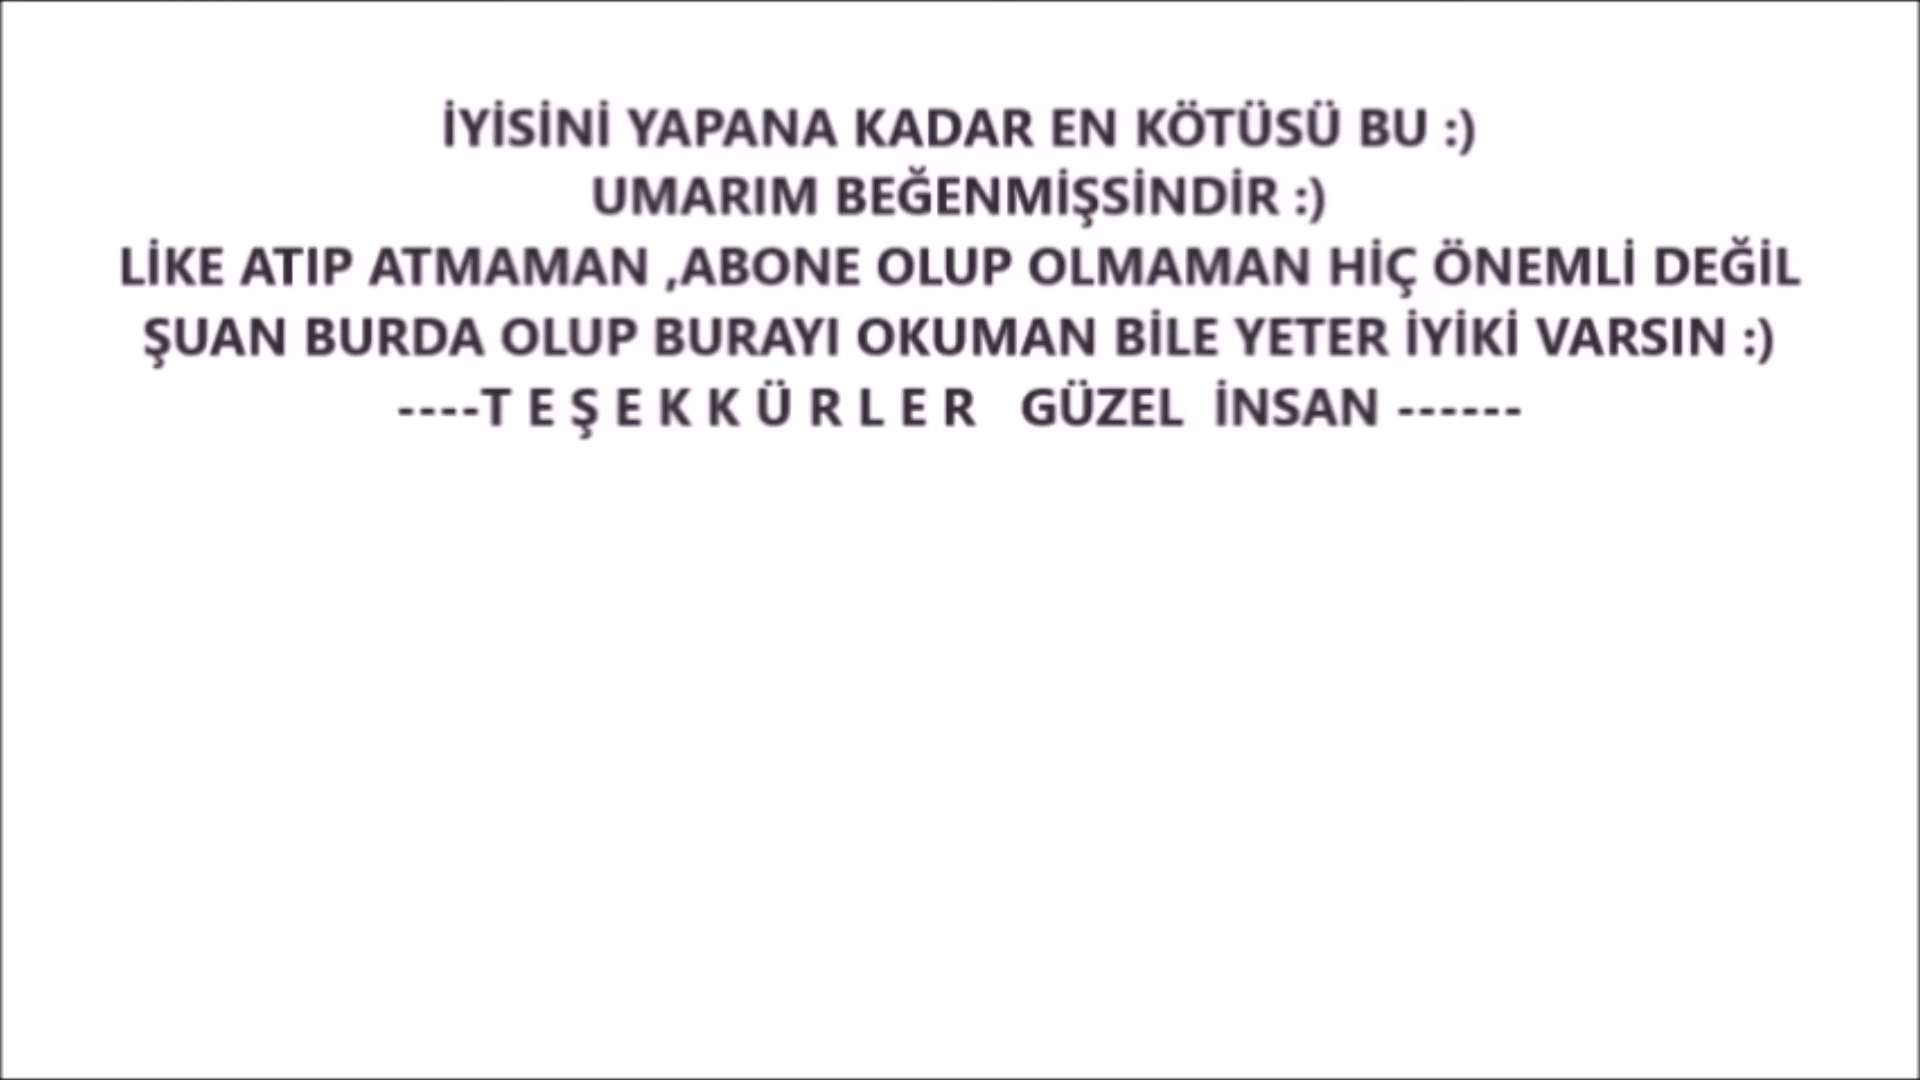 İYİSİNİ YAPANA KADAR EN KÖTÜSÜ BU :)
UMARIM BEĞENMİŞSİNDİR :)
LİKE ATIP ATMAMAN ,ABONE OLUP OLMAMAN HİÇ ÖNEMLİ DEĞİL
ŞUAN BURDA OLUP BURAYI OKUMAN BİLE YETER İYİKİ VARSIN :)
----T E Ş E K K Ü R L E R   GÜZEL  İNSAN ------